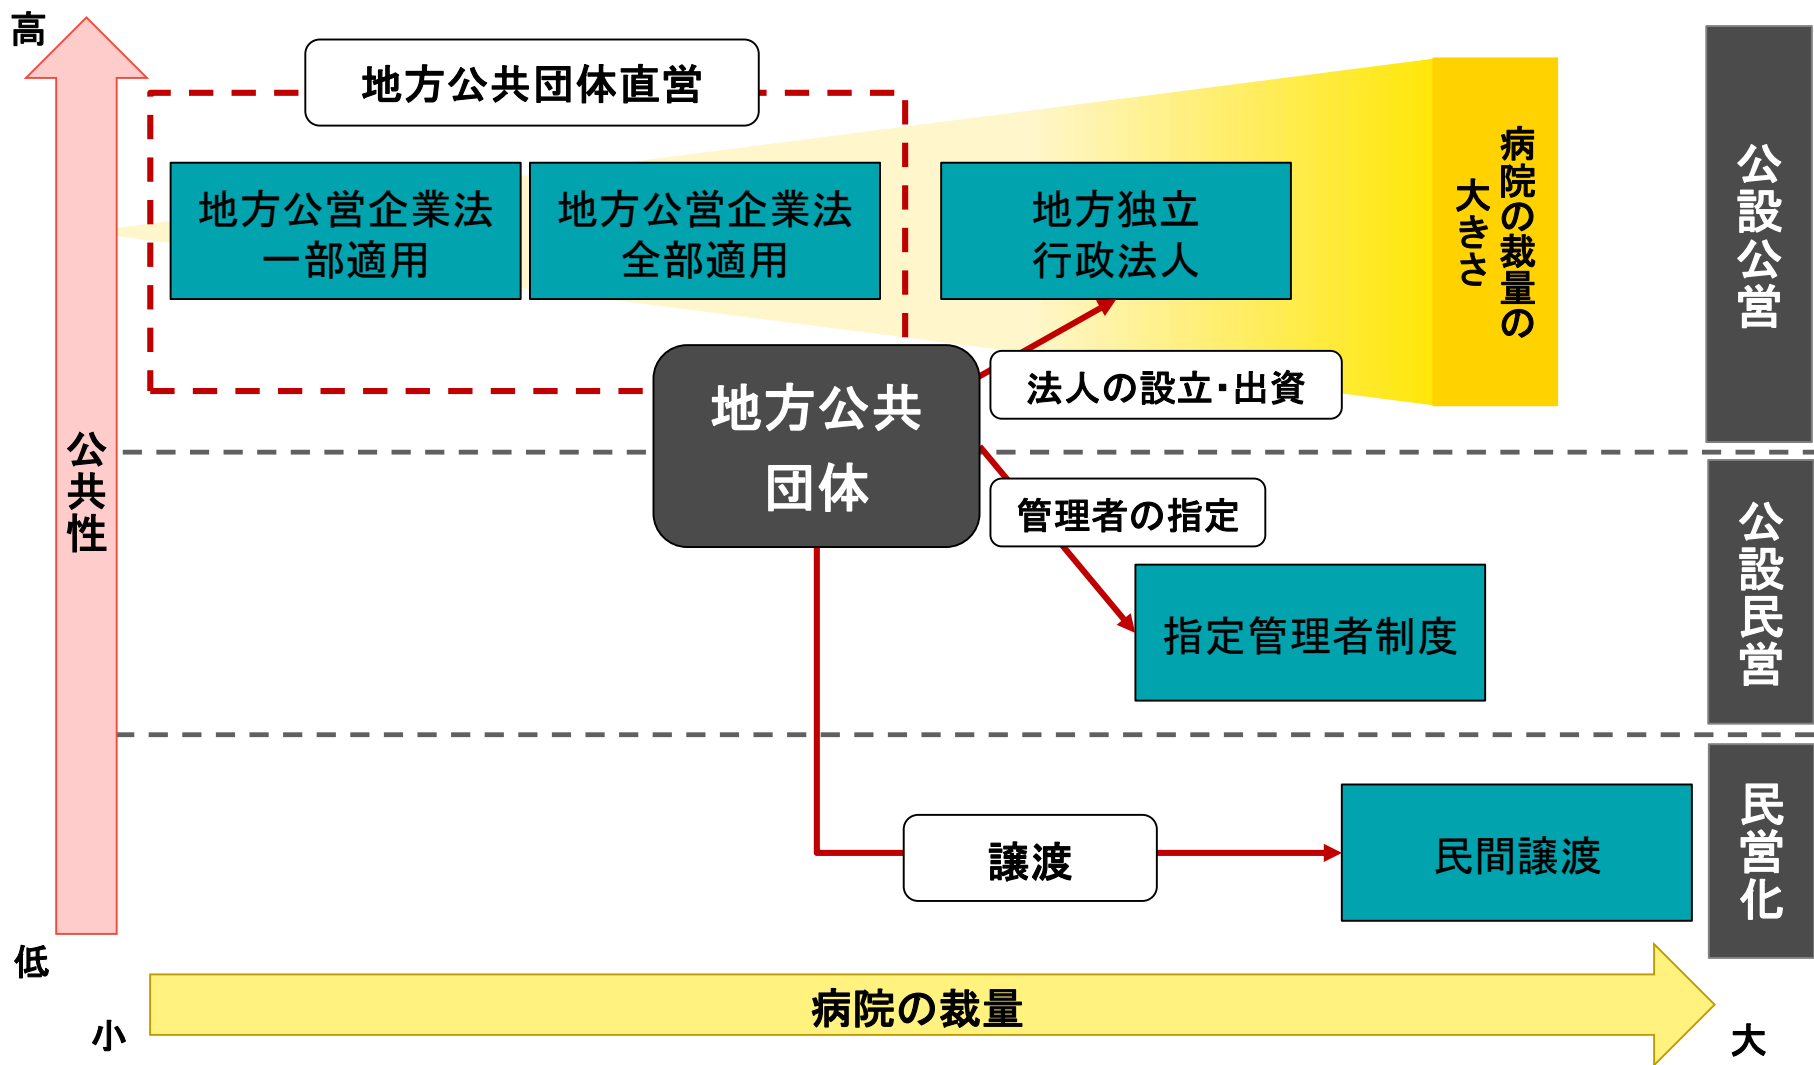 高
地方公共団体直営
地方公営企業法
一部適用
地方公営企業法
全部適用
地方独立
行政法人
病院の裁量の
大きさ
公設公営
地方公共
団体
法人の設立・出資
公共性
管理者の指定
指定管理者制度
公設民営
譲渡
民間譲渡
民営化
低
病院の裁量
小
大